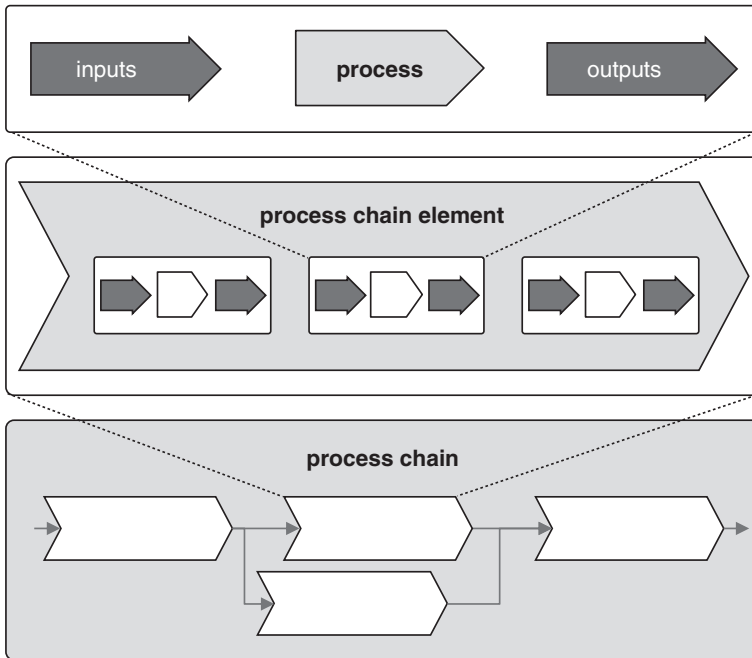 inputs
process
outputs
process chain element
process chain